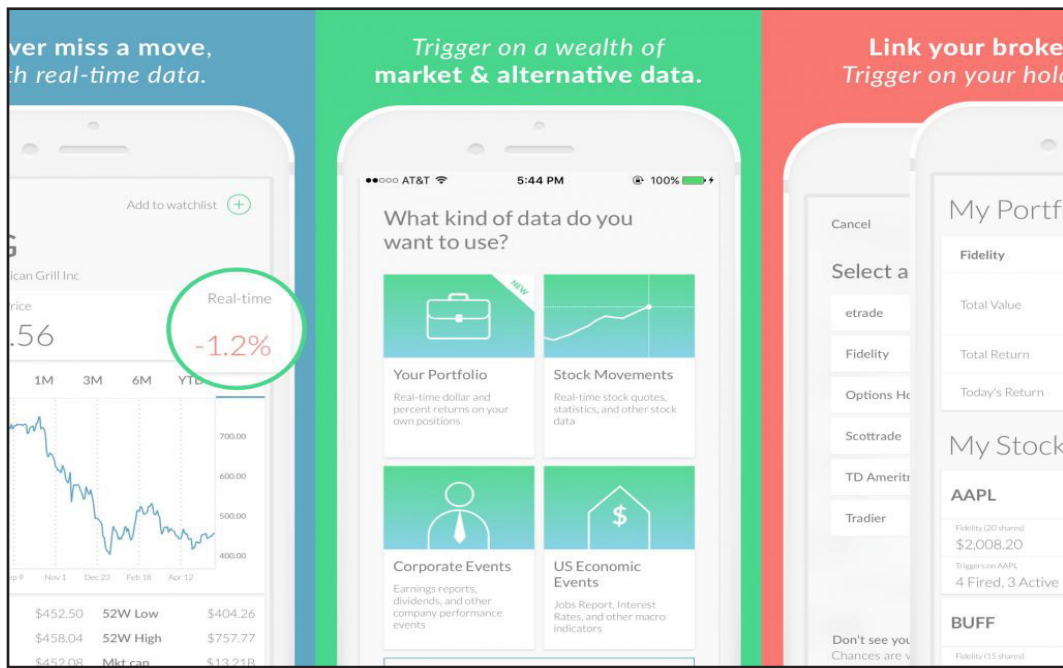 ver miss a move,
th real-time data.
Add to watchlist
G
ican Grill Inc
rice
.56
Real-time
-1.2%
1M 3M 6M YTD
700.00
600.00
500.00
400.00
ep 9 Nov 1 Dec 23 Feb 18 Apr 12
$452.50 52W Low $404.26
$458.04 52W High $757.77
$452.08 Mkt cap $13.21B
Trigger on a wealth of
market & alternative data.
AT&T 5:44 PM 100%
What kind of data do you
want to use?
NEW
Your Portfolio
Real-time dollar and
percent returns on your
own positions
Stock Movements
Real-time stock quotes,
statistics, and other stock
data
$
Corporate Events
Earnings reports,
dividends, and other
company performance
events
US Economic
Events
Jobs Report, Interest
Rates, and other macro
indicators
Link your broke
Trigger on your hold
Cancel
Select a
etrade
Fidelity
Options Ho
Scottrade
TD Ameritr
Tradier
Don't see you
Chances are w
My Portf
Fidelity
Total Value
Total Return
Today's Return
My Stock
AAPL
Fidelity (20 shares)
$2,008.20
Triggers on AAPL
4 Fired, 3 Active
BUFF
Fidelity (15 shares)